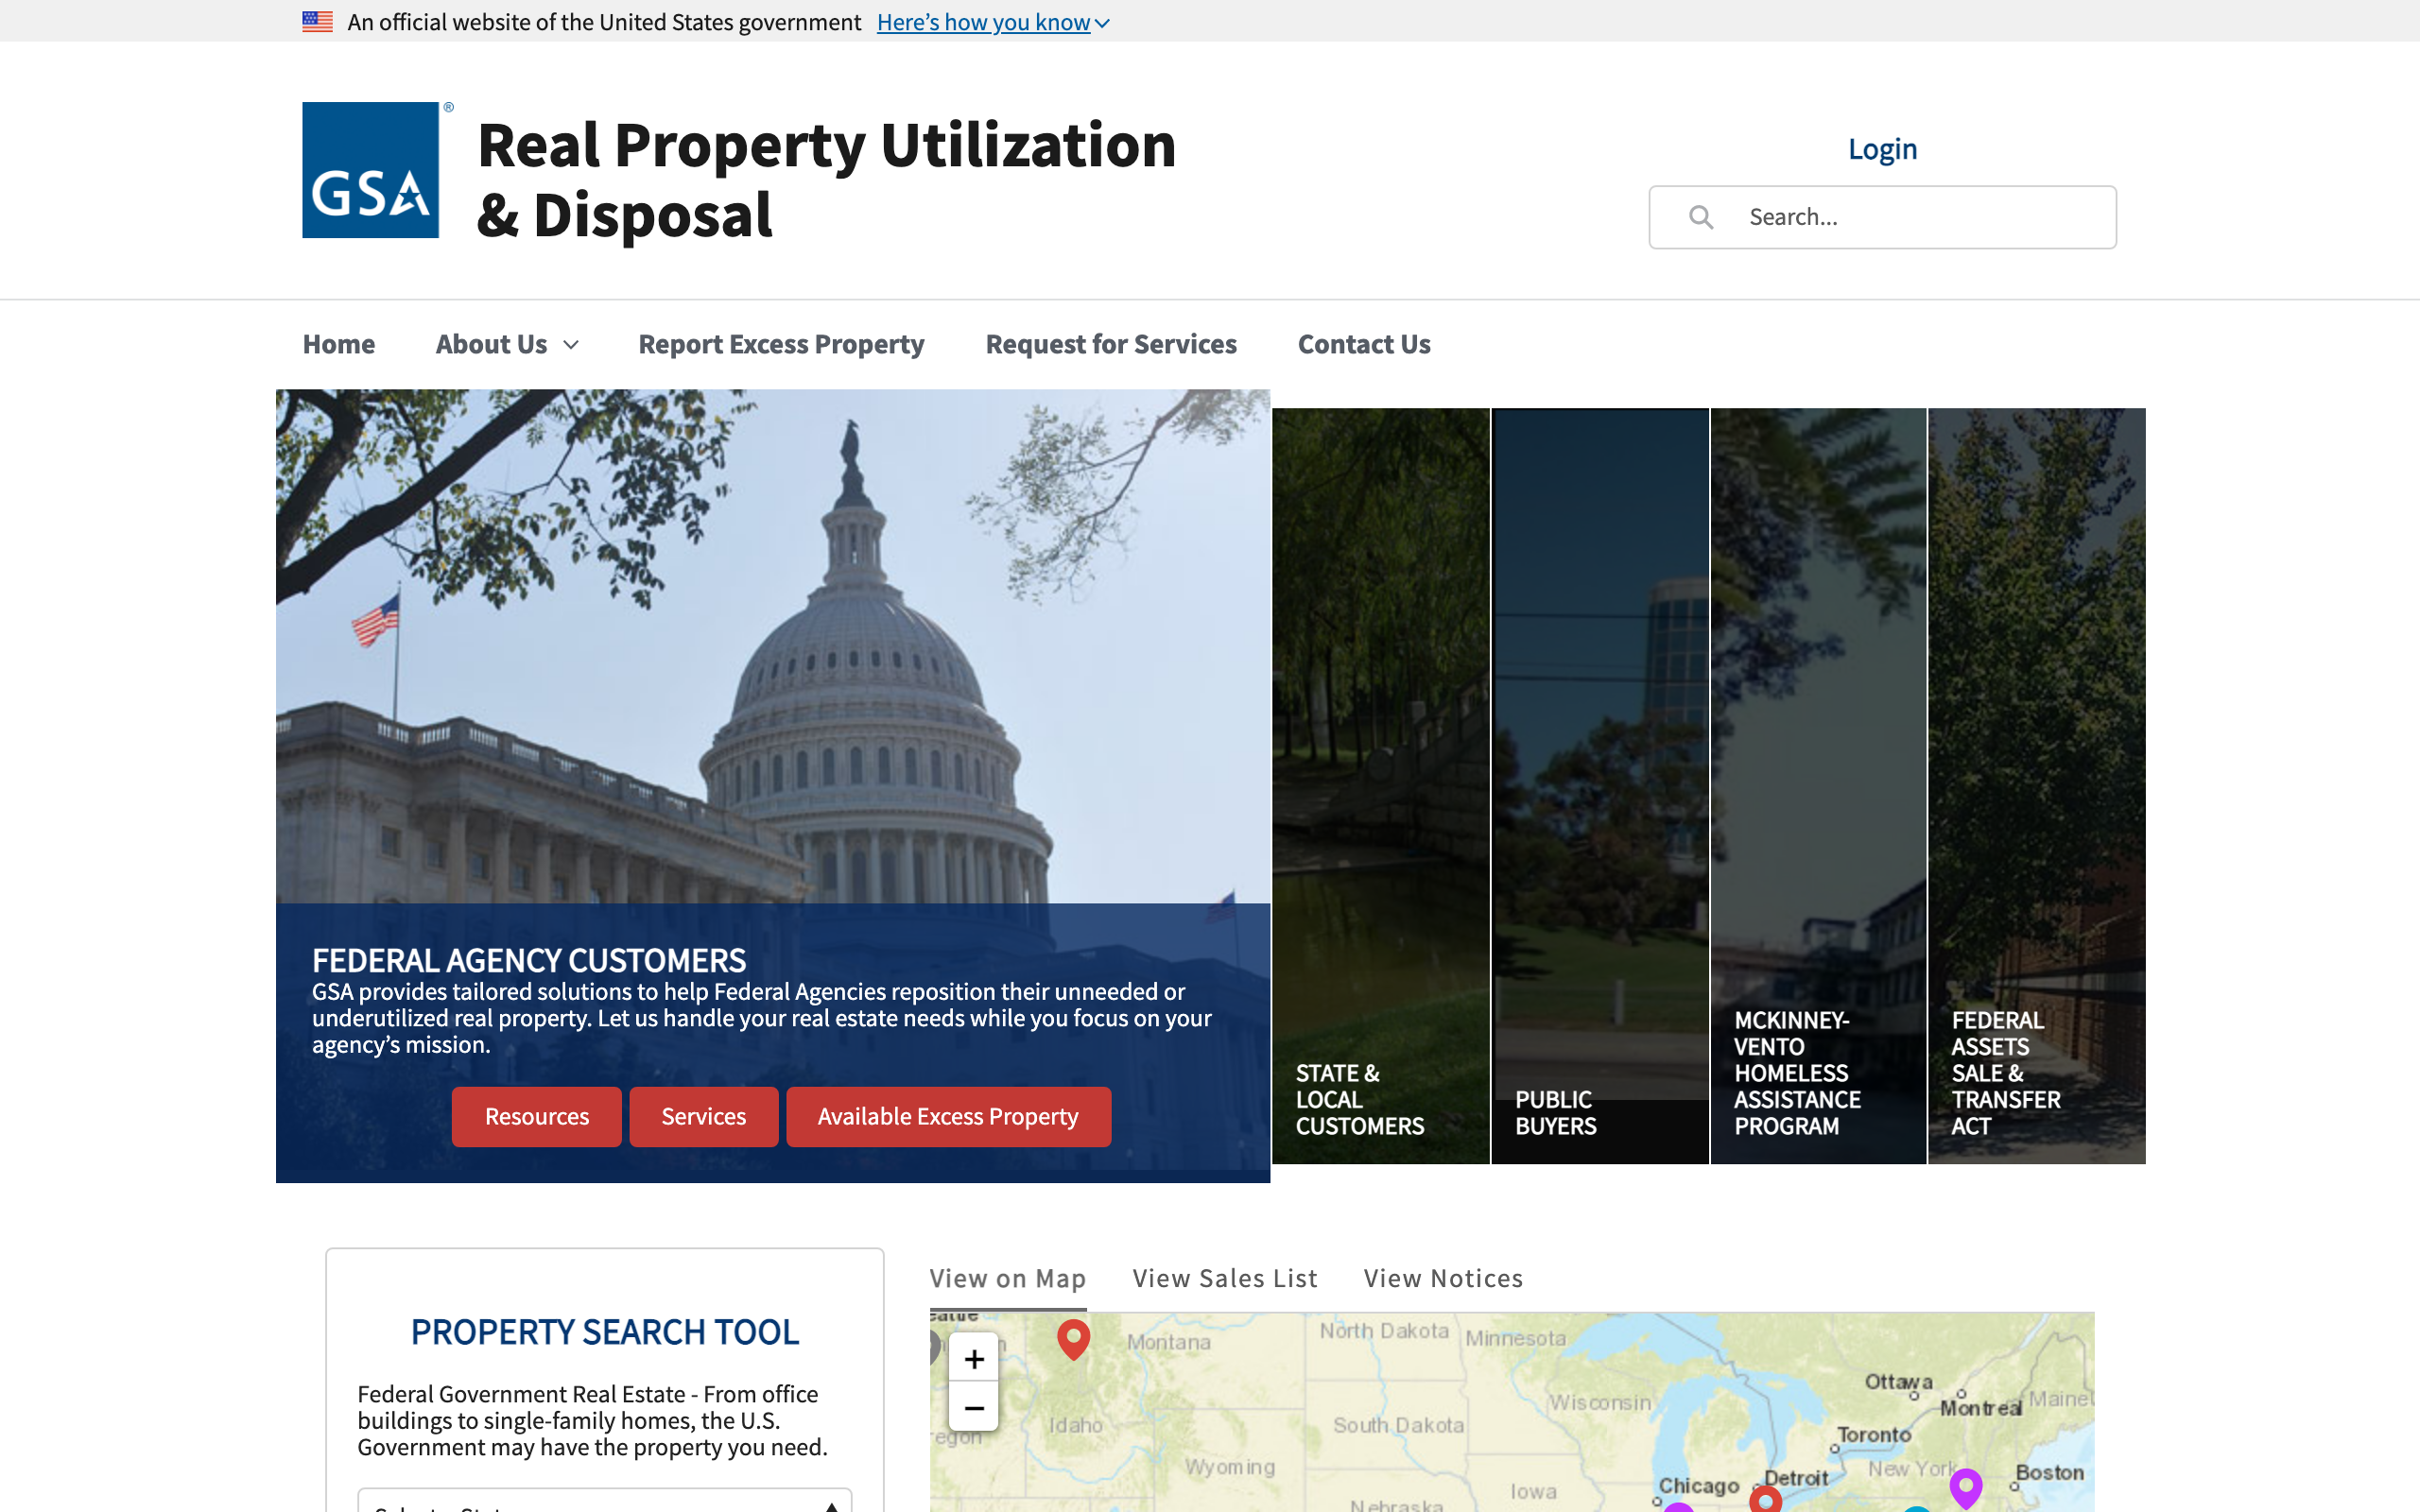 An official website of the United States government Here's how you know
GSA®
Real Property Utilization
& Disposal
Login
Search...
Home About Us Report Excess Property Request for Services Contact Us
FEDERAL AGENCY CUSTOMERS
GSA provides tailored solutions to help Federal Agencies reposition their unneeded or
underutilized real property. Let us handle your real estate needs while you focus on your
agency's mission.
Resources Services Available Excess Property
STATE &
LOCAL
CUSTOMERS
PUBLIC
BUYERS
MCKINNEY-
VENTO
HOMELESS
ASSISTANCE
PROGRAM
FEDERAL
ASSETS
SALE &
TRANSFER
ACT
PROPERTY SEARCH TOOL
Federal Government Real Estate - From office
buildings to single-family homes, the U.S.
Government may have the property you need.
View on Map View Sales List View Notices
+
−
Montana
North Dakota
Minnesota
Idaho
South Dakota
Wisconsin
Wyoming
Iowa
Nebraska
Chicago
Detroit
Toronto
Ottawa
Montreal
Maine
New York
Boston